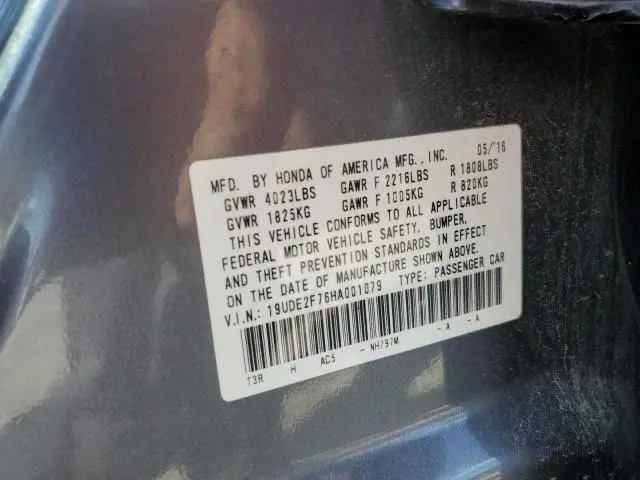 MFD. BY HONDA OF AMERICA MFG., INC. 05/'16
GVWR 4023LBS GAWR F 2216LBS R 1808LBS
GVWR 1825KG GAWR F 1005KG R 820KG
THIS VEHICLE CONFORMS TO ALL APPLICABLE
FEDERAL MOTOR VEHICLE SAFETY, BUMPER,
AND THEFT PREVENTION STANDARDS IN EFFECT
ON THE DATE OF MANUFACTURE SHOWN ABOVE.
V.I.N.: 19UDE2F76HA001079 TYPE: PASSENGER CAR
T3R H AC5 - NH797M - A - A